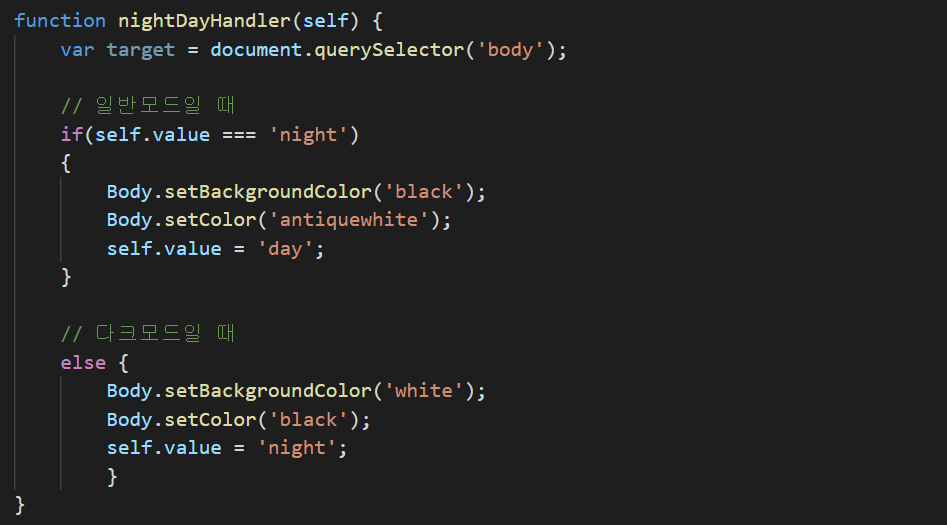 function nightDayHandler(self) {
    var target = document.querySelector('body');

    // 일반모드일 때
    if(self.value === 'night')
    {
        Body.setBackgroundColor('black');
        Body.setColor('antiquewhite');
        self.value = 'day';
    }

    // 다크모드일 때
    else {
        Body.setBackgroundColor('white');
        Body.setColor('black');
        self.value = 'night';
        }
}